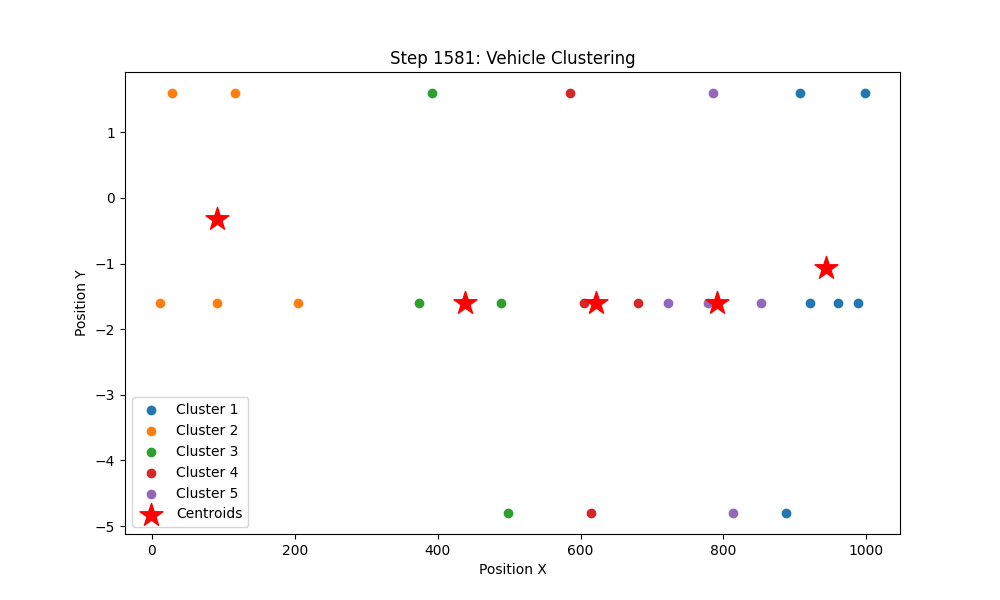 Step 1581: Vehicle Clustering
Position Y
1
0
−1
−2
−3
−4
−5
Cluster 1
Cluster 2
Cluster 3
Cluster 4
Cluster 5
Centroids
0 200 400 600 800 1000
Position X